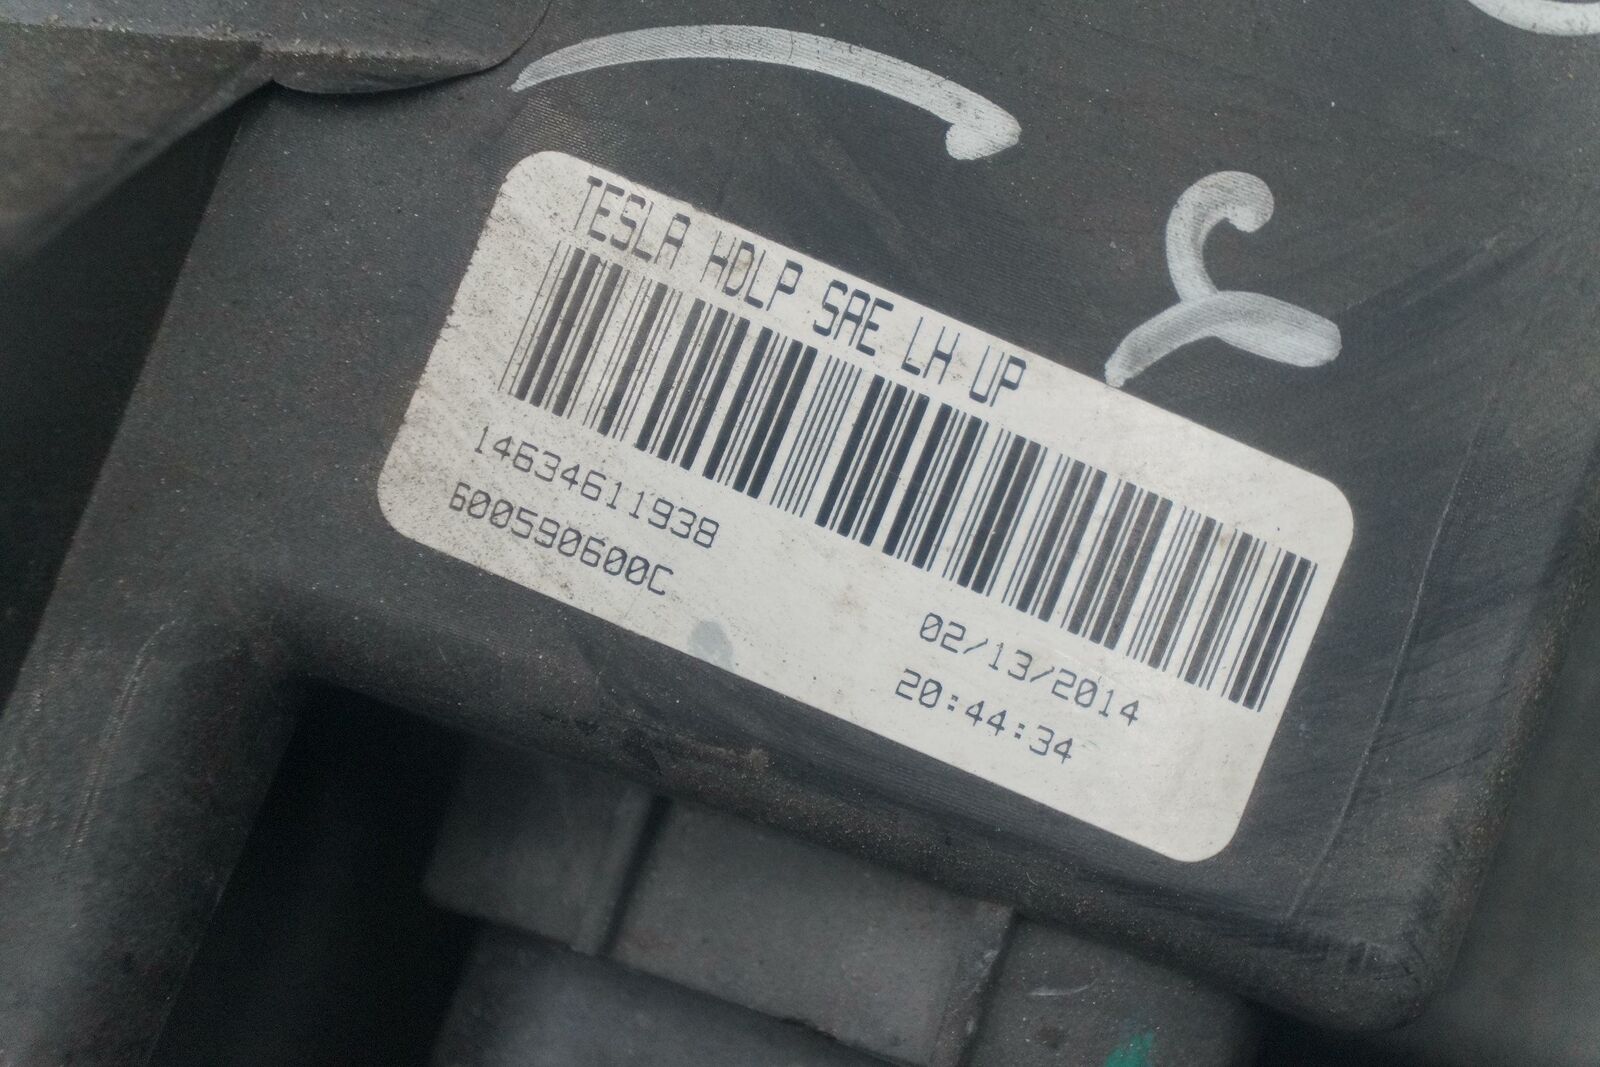 TESLA HDLP SAE LH UP
14634611938
600590600C
02/13/2014
20:44:34